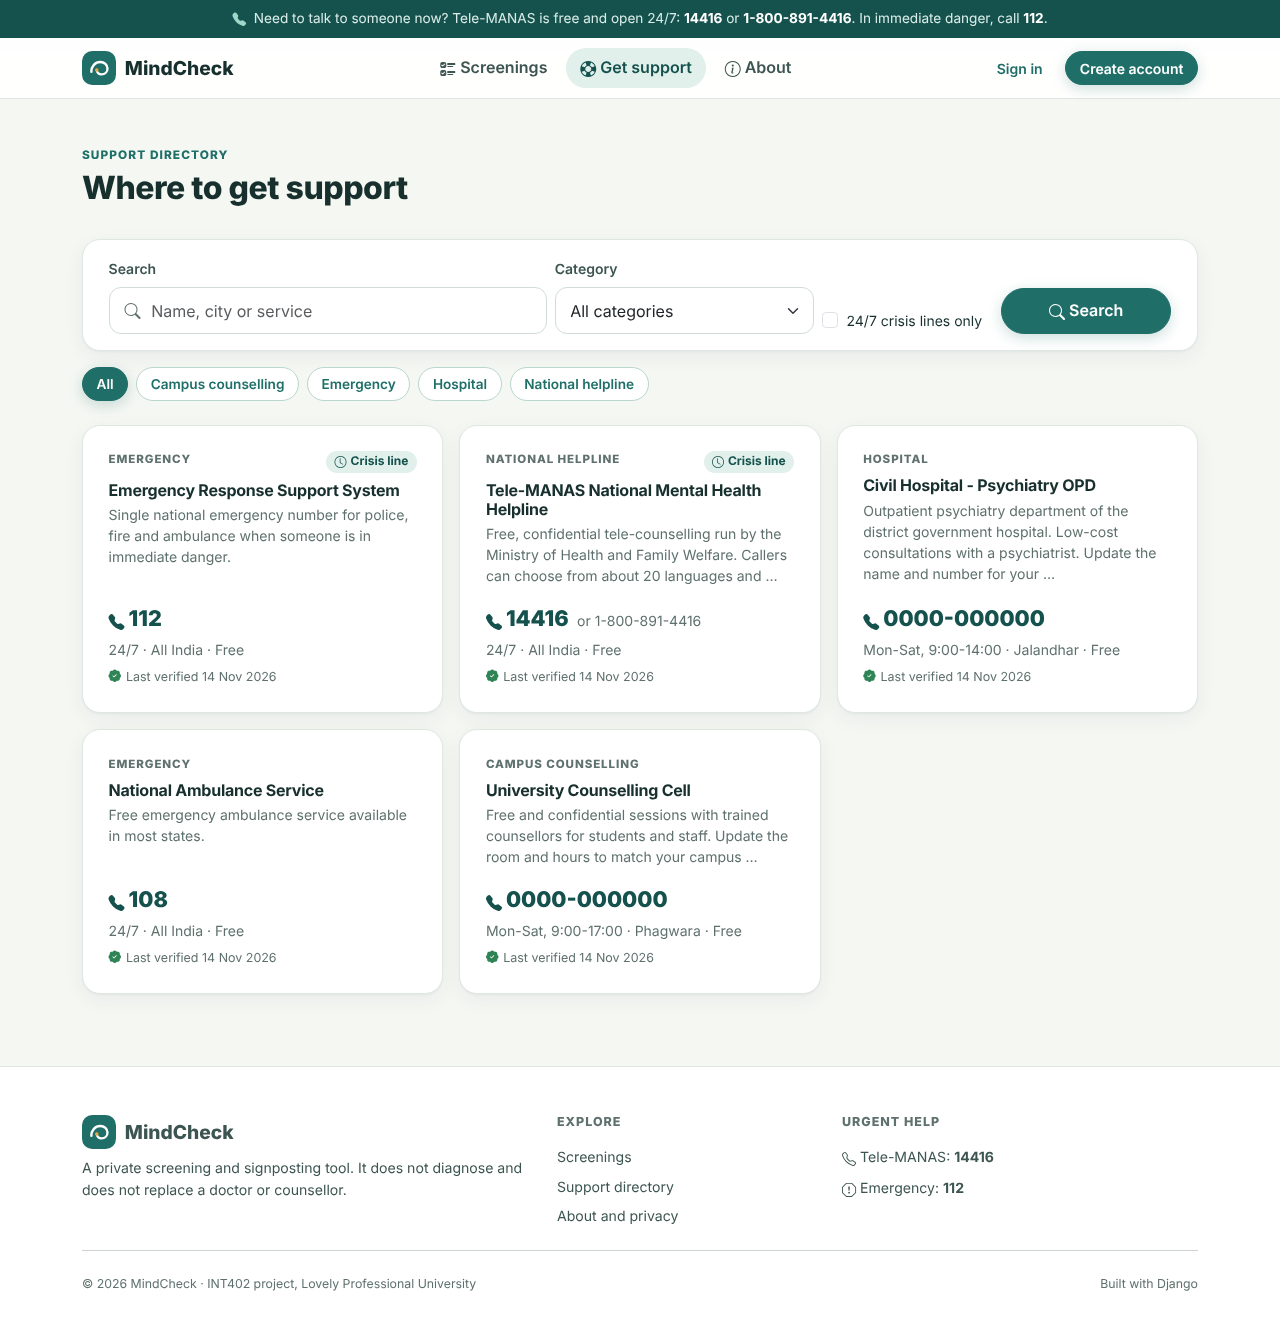 Need to talk to someone now? Tele-MANAS is free and open 24/7: 14416 or 1-800-891-4416. In immediate danger, call 112.
MindCheck
Screenings
Get support
About
Sign in
Create account
SUPPORT DIRECTORY
Where to get support
Search
Category
Name, city or service
All categories
24/7 crisis lines only
Search
All
Campus counselling
Emergency
Hospital
National helpline
EMERGENCY
Crisis line
Emergency Response Support System
Single national emergency number for police,
fire and ambulance when someone is in
immediate danger.
112
24/7 · All India · Free
Last verified 14 Nov 2026
NATIONAL HELPLINE
Crisis line
Tele-MANAS National Mental Health
Helpline
Free, confidential tele-counselling run by the
Ministry of Health and Family Welfare. Callers
can choose from about 20 languages and ...
14416 or 1-800-891-4416
24/7 · All India · Free
Last verified 14 Nov 2026
HOSPITAL
Civil Hospital - Psychiatry OPD
Outpatient psychiatry department of the
district government hospital. Low-cost
consultations with a psychiatrist. Update the
name and number for your ...
0000-000000
Mon-Sat, 9:00-14:00 · Jalandhar · Free
Last verified 14 Nov 2026
EMERGENCY
National Ambulance Service
Free emergency ambulance service available
in most states.
108
24/7 · All India · Free
Last verified 14 Nov 2026
CAMPUS COUNSELLING
University Counselling Cell
Free and confidential sessions with trained
counsellors for students and staff. Update the
room and hours to match your campus ...
0000-000000
Mon-Sat, 9:00-17:00 · Phagwara · Free
Last verified 14 Nov 2026
MindCheck
A private screening and signposting tool. It does not diagnose and
does not replace a doctor or counsellor.
EXPLORE
Screenings
Support directory
About and privacy
URGENT HELP
Tele-MANAS: 14416
Emergency: 112
© 2026 MindCheck · INT402 project, Lovely Professional University
Built with Django